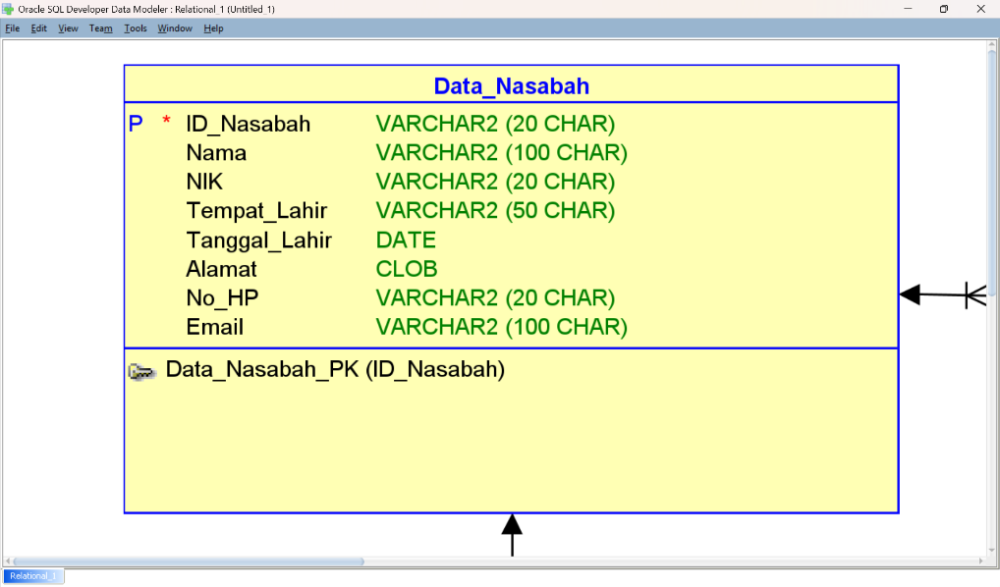 Oracle SQL Developer Data Modeler : Relational_1 (Untitled_1)
File Edit View Team Tools Window Help
Data_Nasabah
P * ID_Nasabah VARCHAR2 (20 CHAR)
Nama VARCHAR2 (100 CHAR)
NIK VARCHAR2 (20 CHAR)
Tempat_Lahir VARCHAR2 (50 CHAR)
Tanggal_Lahir DATE
Alamat CLOB
No_HP VARCHAR2 (20 CHAR)
Email VARCHAR2 (100 CHAR)
Data_Nasabah_PK (ID_Nasabah)
Relational_1